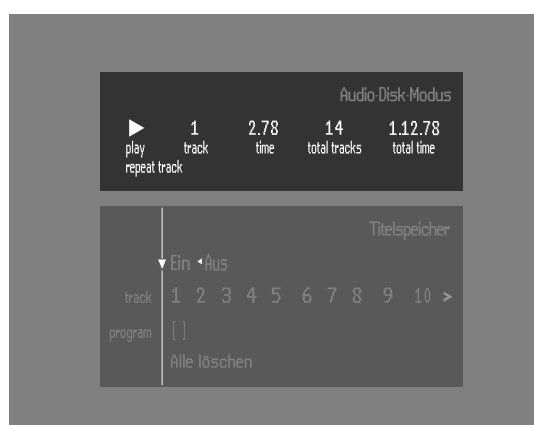 Audio-Disk-Modus
1 2.78 14 1.12.78
play track time total tracks total time
repeat track
Titelspeicher
Ein Aus
track 1 2 3 4 5 6 7 8 9 10 >
program [ ]
Alle löschen